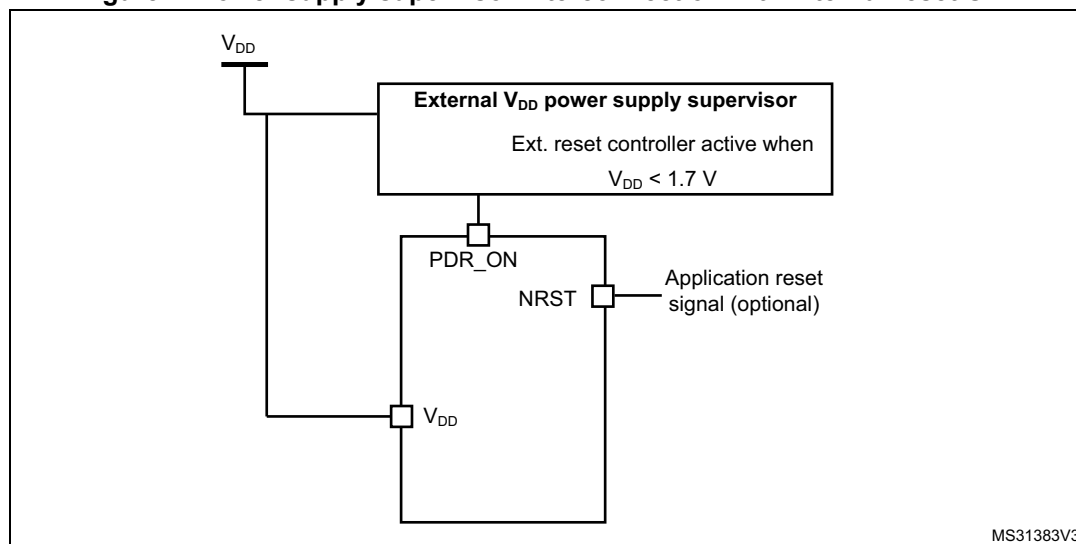 V_DD
External V_DD power supply supervisor
Ext. reset controller active when
V_DD < 1.7 V
PDR_ON
NRST
Application reset
signal (optional)
V_DD
MS31383V3